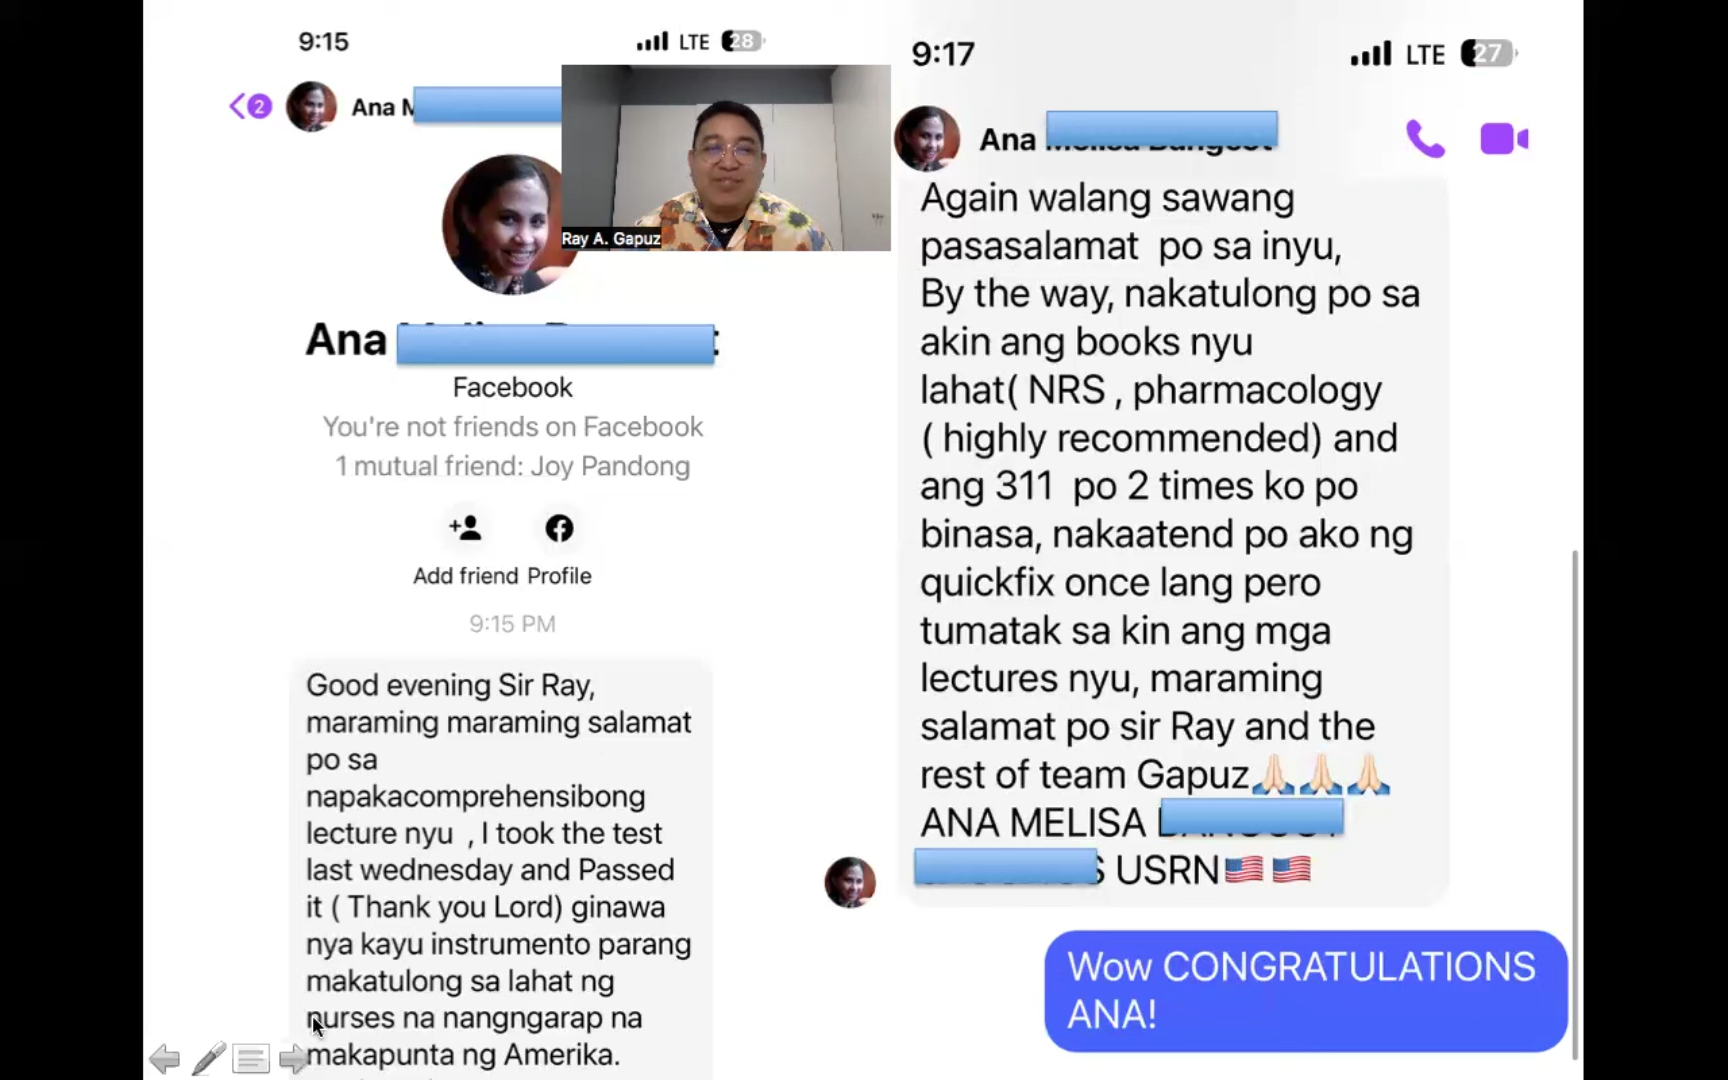 9:15
LTE 28
2
Ana
Ray A. Gapuz
Ana
Facebook
You're not friends on Facebook
1 mutual friend: Joy Pandong
Add friend Profile
9:15 PM
Good evening Sir Ray,
maraming maraming salamat
po sa
napakacomprehensibong
lecture nyu , I took the test
last wednesday and Passed
it ( Thank you Lord) ginawa
nya kayu instrumento parang
makatulong sa lahat ng
nurses na nangngarap na
makapunta ng Amerika.
9:17
LTE 27
Ana
Again walang sawang
pasasalamat po sa inyu,
By the way, nakatulong po sa
akin ang books nyu
lahat( NRS , pharmacology
( highly recommended) and
ang 311 po 2 times ko po
binasa, nakaatend po ako ng
quickfix once lang pero
tumatak sa kin ang mga
lectures nyu, maraming
salamat po sir Ray and the
rest of team Gapuz🙏🏻🙏🏻🙏🏻
ANA MELISA
USRN🇺🇸🇺🇸
Wow CONGRATULATIONS
ANA!